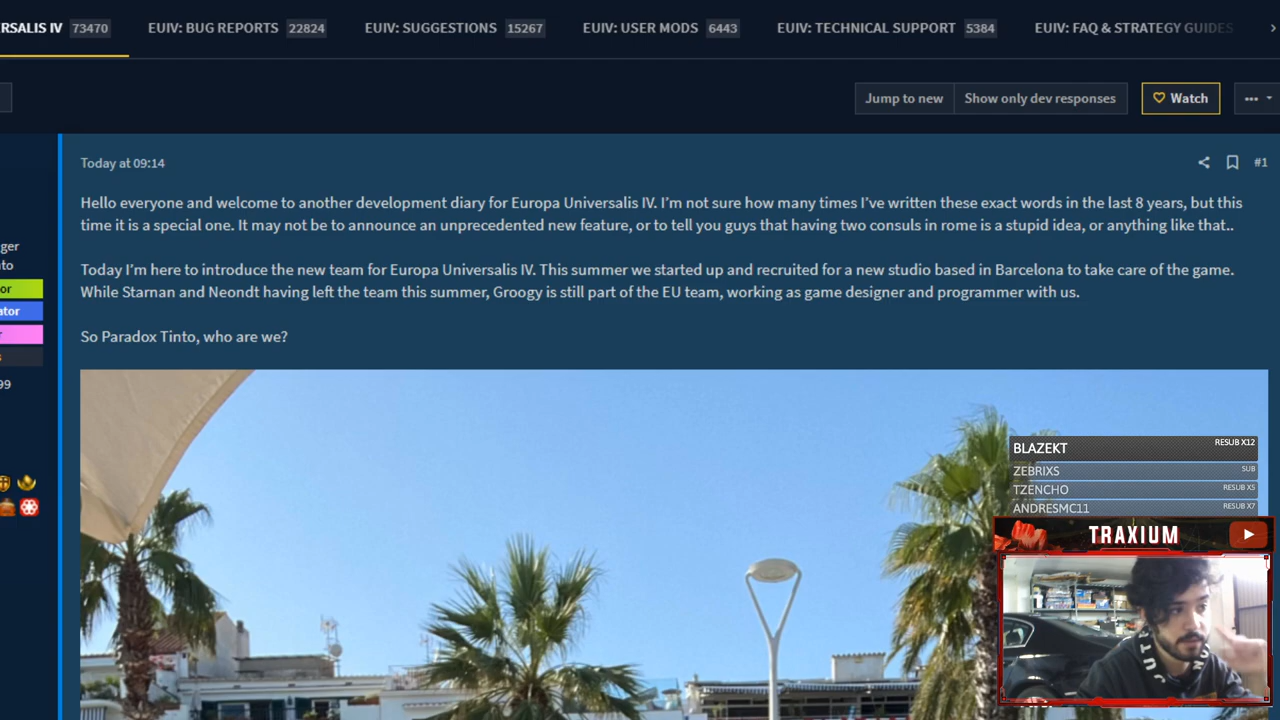 RSALIS IV 73470 EUIV: BUG REPORTS 22824 EUIV: SUGGESTIONS 15267 EUIV: USER MODS 6443 EUIV: TECHNICAL SUPPORT 5384 EUIV: FAQ & STRATEGY GUIDES
Jump to new Show only dev responses Watch
Today at 09:14 #1
Hello everyone and welcome to another development diary for Europa Universalis IV. I'm not sure how many times I've written these exact words in the last 8 years, but this
time it is a special one. It may not be to announce an unprecedented new feature, or to tell you guys that having two consuls in rome is a stupid idea, or anything like that..
Today I'm here to introduce the new team for Europa Universalis IV. This summer we started up and recruited for a new studio based in Barcelona to take care of the game.
While Starnan and Neondt having left the team this summer, Groogy is still part of the EU team, working as game designer and programmer with us.
So Paradox Tinto, who are we?
ger
to
or
ator
r
s
99
BLAZEKT RESUB X12
ZEBRIXS SUB
TZENCHO RESUB X5
ANDRESMC11 RESUB X7
TRAXIUM